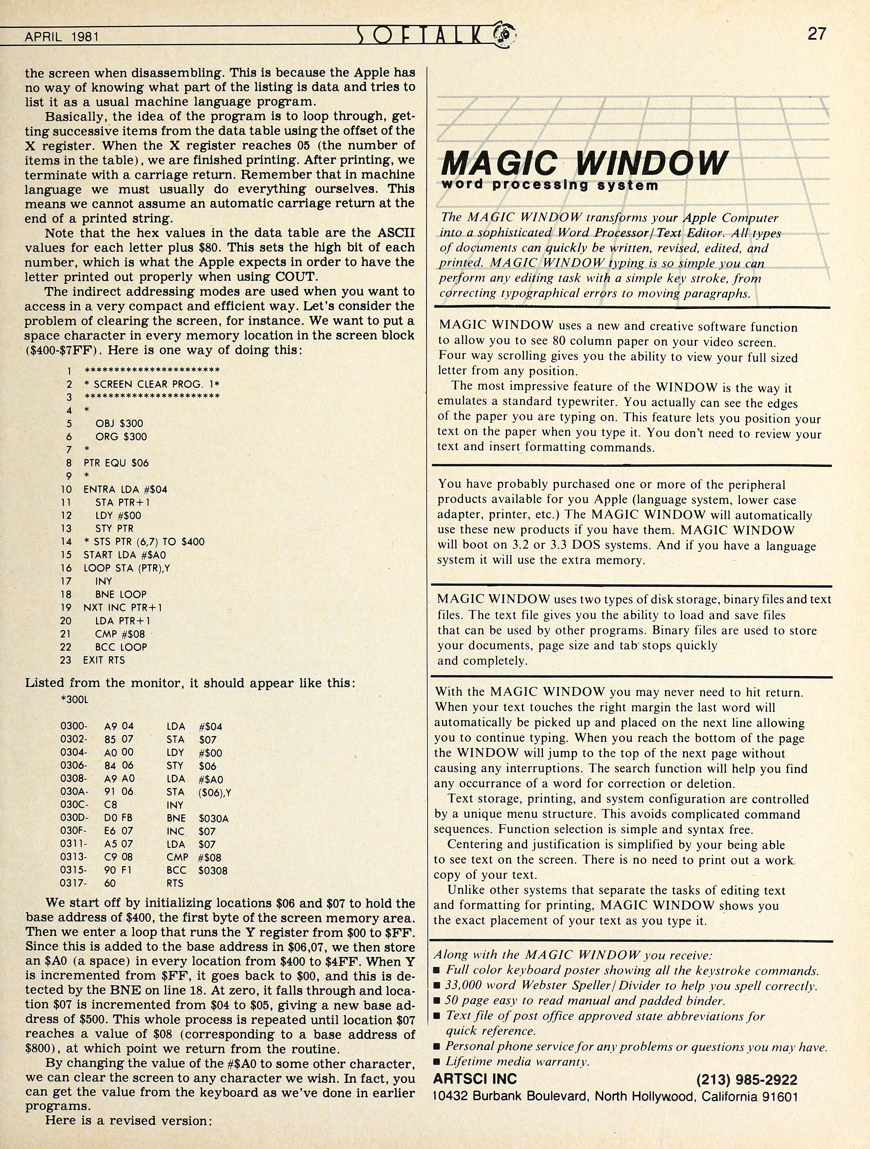 APRIL 1981
SOFTALK
27
the screen when disassembling. This is because the Apple has
no way of knowing what part of the listing is data and tries to
list it as a usual machine language program.
Basically, the idea of the program is to loop through, get-
ting successive items from the data table using the offset of the
X register. When the X register reaches 05 (the number of
items in the table), we are finished printing. After printing, we
terminate with a carriage return. Remember that in machine
language we must usually do everything ourselves. This
means we cannot assume an automatic carriage return at the
end of a printed string.
Note that the hex values in the data table are the ASCII
values for each letter plus $80. This sets the high bit of each
number, which is what the Apple expects in order to have the
letter printed out properly when using COUT.
The indirect addressing modes are used when you want to
access in a very compact and efficient way. Let's consider the
problem of clearing the screen, for instance. We want to put a
space character in every memory location in the screen block
($400-$7FF). Here is one way of doing this:
1 ***********************
2 * SCREEN CLEAR PROG. 1*
3 ***********************
4 *
5 OBJ $300
6 ORG $300
7 *
8 PTR EQU $06
9 *
10 ENTRA LDA #$04
11 STA PTR+1
12 LDY #$00
13 STY PTR
14 * STS PTR (6,7) TO $400
15 START LDA #$A0
16 LOOP STA (PTR),Y
17 INY
18 BNE LOOP
19 NXT INC PTR+1
20 LDA PTR+1
21 CMP #$08
22 BCC LOOP
23 EXIT RTS
Listed from the monitor, it should appear like this:
*300L
0300- A9 04 LDA #$04
0302- 85 07 STA $07
0304- A0 00 LDY #$00
0306- 84 06 STY $06
0308- A9 A0 LDA #$A0
030A- 91 06 STA ($06),Y
030C- C8 INY
030D- D0 FB BNE $030A
030F- E6 07 INC $07
0311- A5 07 LDA $07
0313- C9 08 CMP #$08
0315- 90 F1 BCC $0308
0317- 60 RTS
We start off by initializing locations $06 and $07 to hold the
base address of $400, the first byte of the screen memory area.
Then we enter a loop that runs the Y register from $00 to $FF.
Since this is added to the base address in $06,07, we then store
an $A0 (a space) in every location from $400 to $4FF. When Y
is incremented from $FF, it goes back to $00, and this is de-
tected by the BNE on line 18. At zero, it falls through and loca-
tion $07 is incremented from $04 to $05, giving a new base ad-
dress of $500. This whole process is repeated until location $07
reaches a value of $08 (corresponding to a base address of
$800), at which point we return from the routine.
By changing the value of the #$A0 to some other character,
we can clear the screen to any character we wish. In fact, you
can get the value from the keyboard as we've done in earlier
programs.
Here is a revised version:
MAGIC WINDOW
word processing system
The MAGIC WINDOW transforms your Apple Computer
into a sophisticated Word Processor/Text Editor. All types
of documents can quickly be written, revised, edited, and
printed. MAGIC WINDOW typing is so simple you can
perform any editing task with a simple key stroke, from
correcting typographical errors to moving paragraphs.
MAGIC WINDOW uses a new and creative software function
to allow you to see 80 column paper on your video screen.
Four way scrolling gives you the ability to view your full sized
letter from any position.
The most impressive feature of the WINDOW is the way it
emulates a standard typewriter. You actually can see the edges
of the paper you are typing on. This feature lets you position your
text on the paper when you type it. You don't need to review your
text and insert formatting commands.
You have probably purchased one or more of the peripheral
products available for you Apple (language system, lower case
adapter, printer, etc.) The MAGIC WINDOW will automatically
use these new products if you have them. MAGIC WINDOW
will boot on 3.2 or 3.3 DOS systems. And if you have a language
system it will use the extra memory.
MAGIC WINDOW uses two types of disk storage, binary files and text
files. The text file gives you the ability to load and save files
that can be used by other programs. Binary files are used to store
your documents, page size and tab stops quickly
and completely.
With the MAGIC WINDOW you may never need to hit return.
When your text touches the right margin the last word will
automatically be picked up and placed on the next line allowing
you to continue typing. When you reach the bottom of the page
the WINDOW will jump to the top of the next page without
causing any interruptions. The search function will help you find
any occurrance of a word for correction or deletion.
Text storage, printing, and system configuration are controlled
by a unique menu structure. This avoids complicated command
sequences. Function selection is simple and syntax free.
Centering and justification is simplified by your being able
to see text on the screen. There is no need to print out a work
copy of your text.
Unlike other systems that separate the tasks of editing text
and formatting for printing, MAGIC WINDOW shows you
the exact placement of your text as you type it.
Along with the MAGIC WINDOW you receive:
■ Full color keyboard poster showing all the keystroke commands.
■ 33,000 word Webster Speller/Divider to help you spell correctly.
■ 50 page easy to read manual and padded binder.
■ Text file of post office approved state abbreviations for
quick reference.
■ Personal phone service for any problems or questions you may have.
■ Lifetime media warranty.
ARTSCI INC (213) 985-2922
10432 Burbank Boulevard, North Hollywood, California 91601